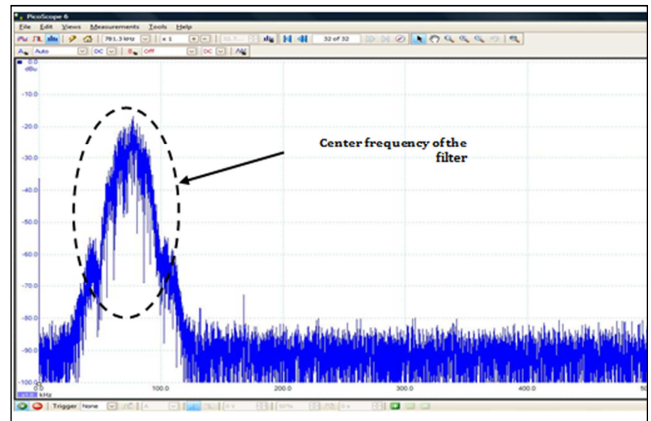 PicoScope 6
File Edit Views Measurements Tools Help
781.3 kHz x 1 32 of 32
A Auto DC B Off DC
0.0
dBu
-10.0
-20.0
-30.0
-40.0
-50.0
-60.0
-70.0
-80.0
-90.0
-100.0
Center frequency of the
filter
0.0 100.0 200.0 300.0 400.0
x1.0 kHz
Trigger None